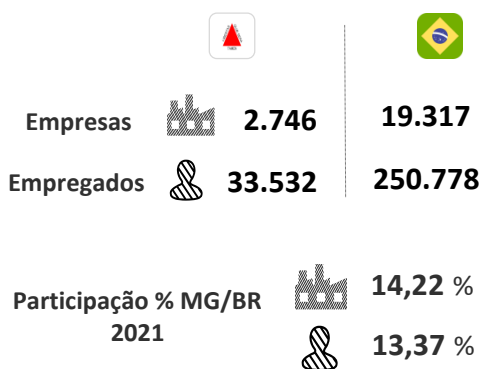 Empresas 2.746 19.317
Empregados 33.532 250.778
Participação % MG/BR
2021
14,22 %
13,37 %